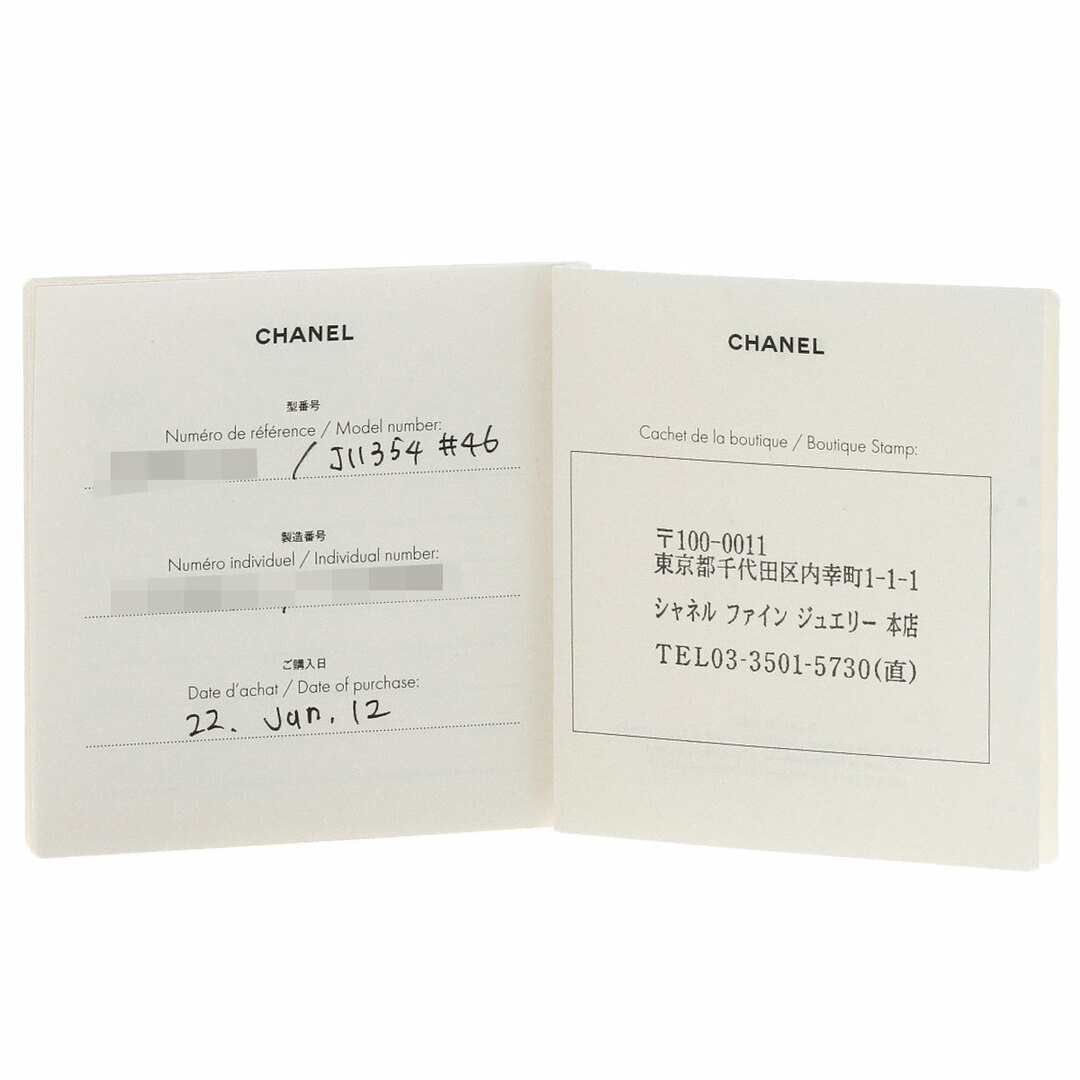 CHANEL
型番号
Numéro de référence / Model number:
/ J11354 #46
製造番号
Numéro individuel / Individual number:
ご購入日
Date d'achat / Date of purchase:
22. Jan. 12
CHANEL
Cachet de la boutique / Boutique Stamp:
〒100-0011
東京都千代田区内幸町1-1-1
シャネル ファイン ジュエリー 本店
TEL03-3501-5730(直)